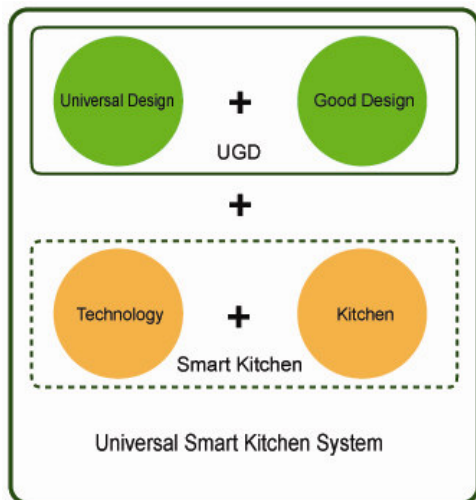 Universal Design + Good Design
UGD
+
Technology + Kitchen
Smart Kitchen
Universal Smart Kitchen System